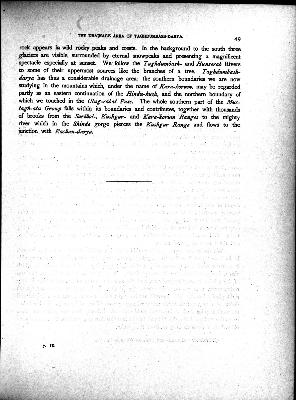 THE DRAINAGE AREA OF TAGHDUMBASH-DARYA.
49
rock appears in wild rocky peaks and crests. In the background to the south three
glaciers are visible, surrounded by eternal snowpeaks and presenting a magnificent
spectacle especially at sunset. We follow the Taghdumbash- and Hunserab Rivers
to some of their uppermost sources like the branches of a tree. Taghdumbash-
darya has thus a considerable drainage area: the southern boundaries we are now
studying in the mountains which, under the name of Kara-korum, may be regarded
partly as an eastern continuation of the Hindu-kush, and the northern boundary of
which we touched in the Ullug-rabat Pass. The whole southern part of the Mus-
tagh-ata Group falls within its boundaries and contributes, together with thousands
of brooks from the Sarikol-, Kashgar- and Kara-korum Ranges to the mighty
river which in the Shinde gorge pierces the Kashgar Range and flows to the
junction with Raskan-darya.